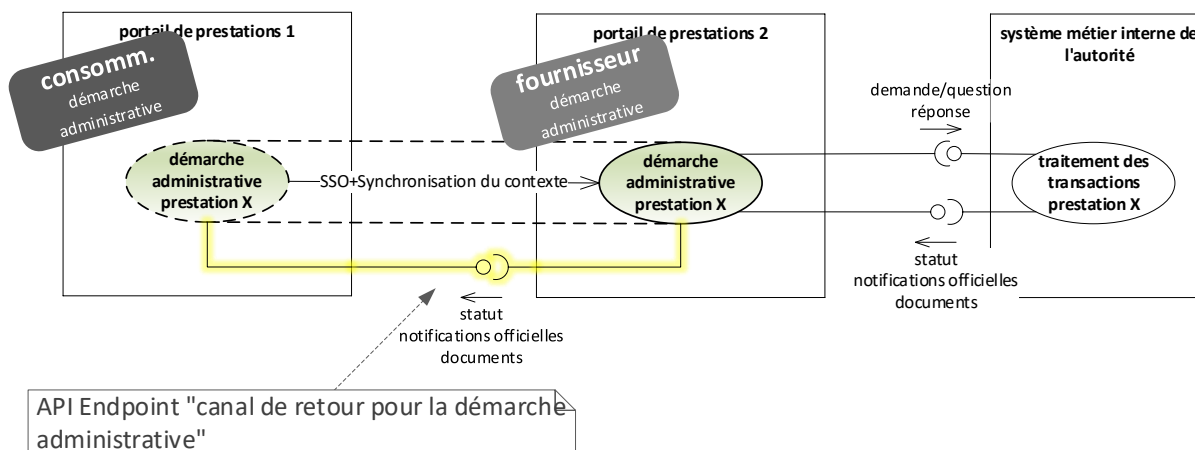 portail de prestations 1
consomm.
démarche
administrative
démarche
administrative
prestation X
SSO+Synchronisation du contexte
portail de prestations 2
fournisseur
démarche
administrative
démarche
administrative
prestation X
système métier interne de
l'autorité
demande/question
réponse
traitement des
transactions
prestation X
statut
notifications officielles
documents
statut
notifications officielles
documents
API Endpoint "canal de retour pour la démarche
administrative"